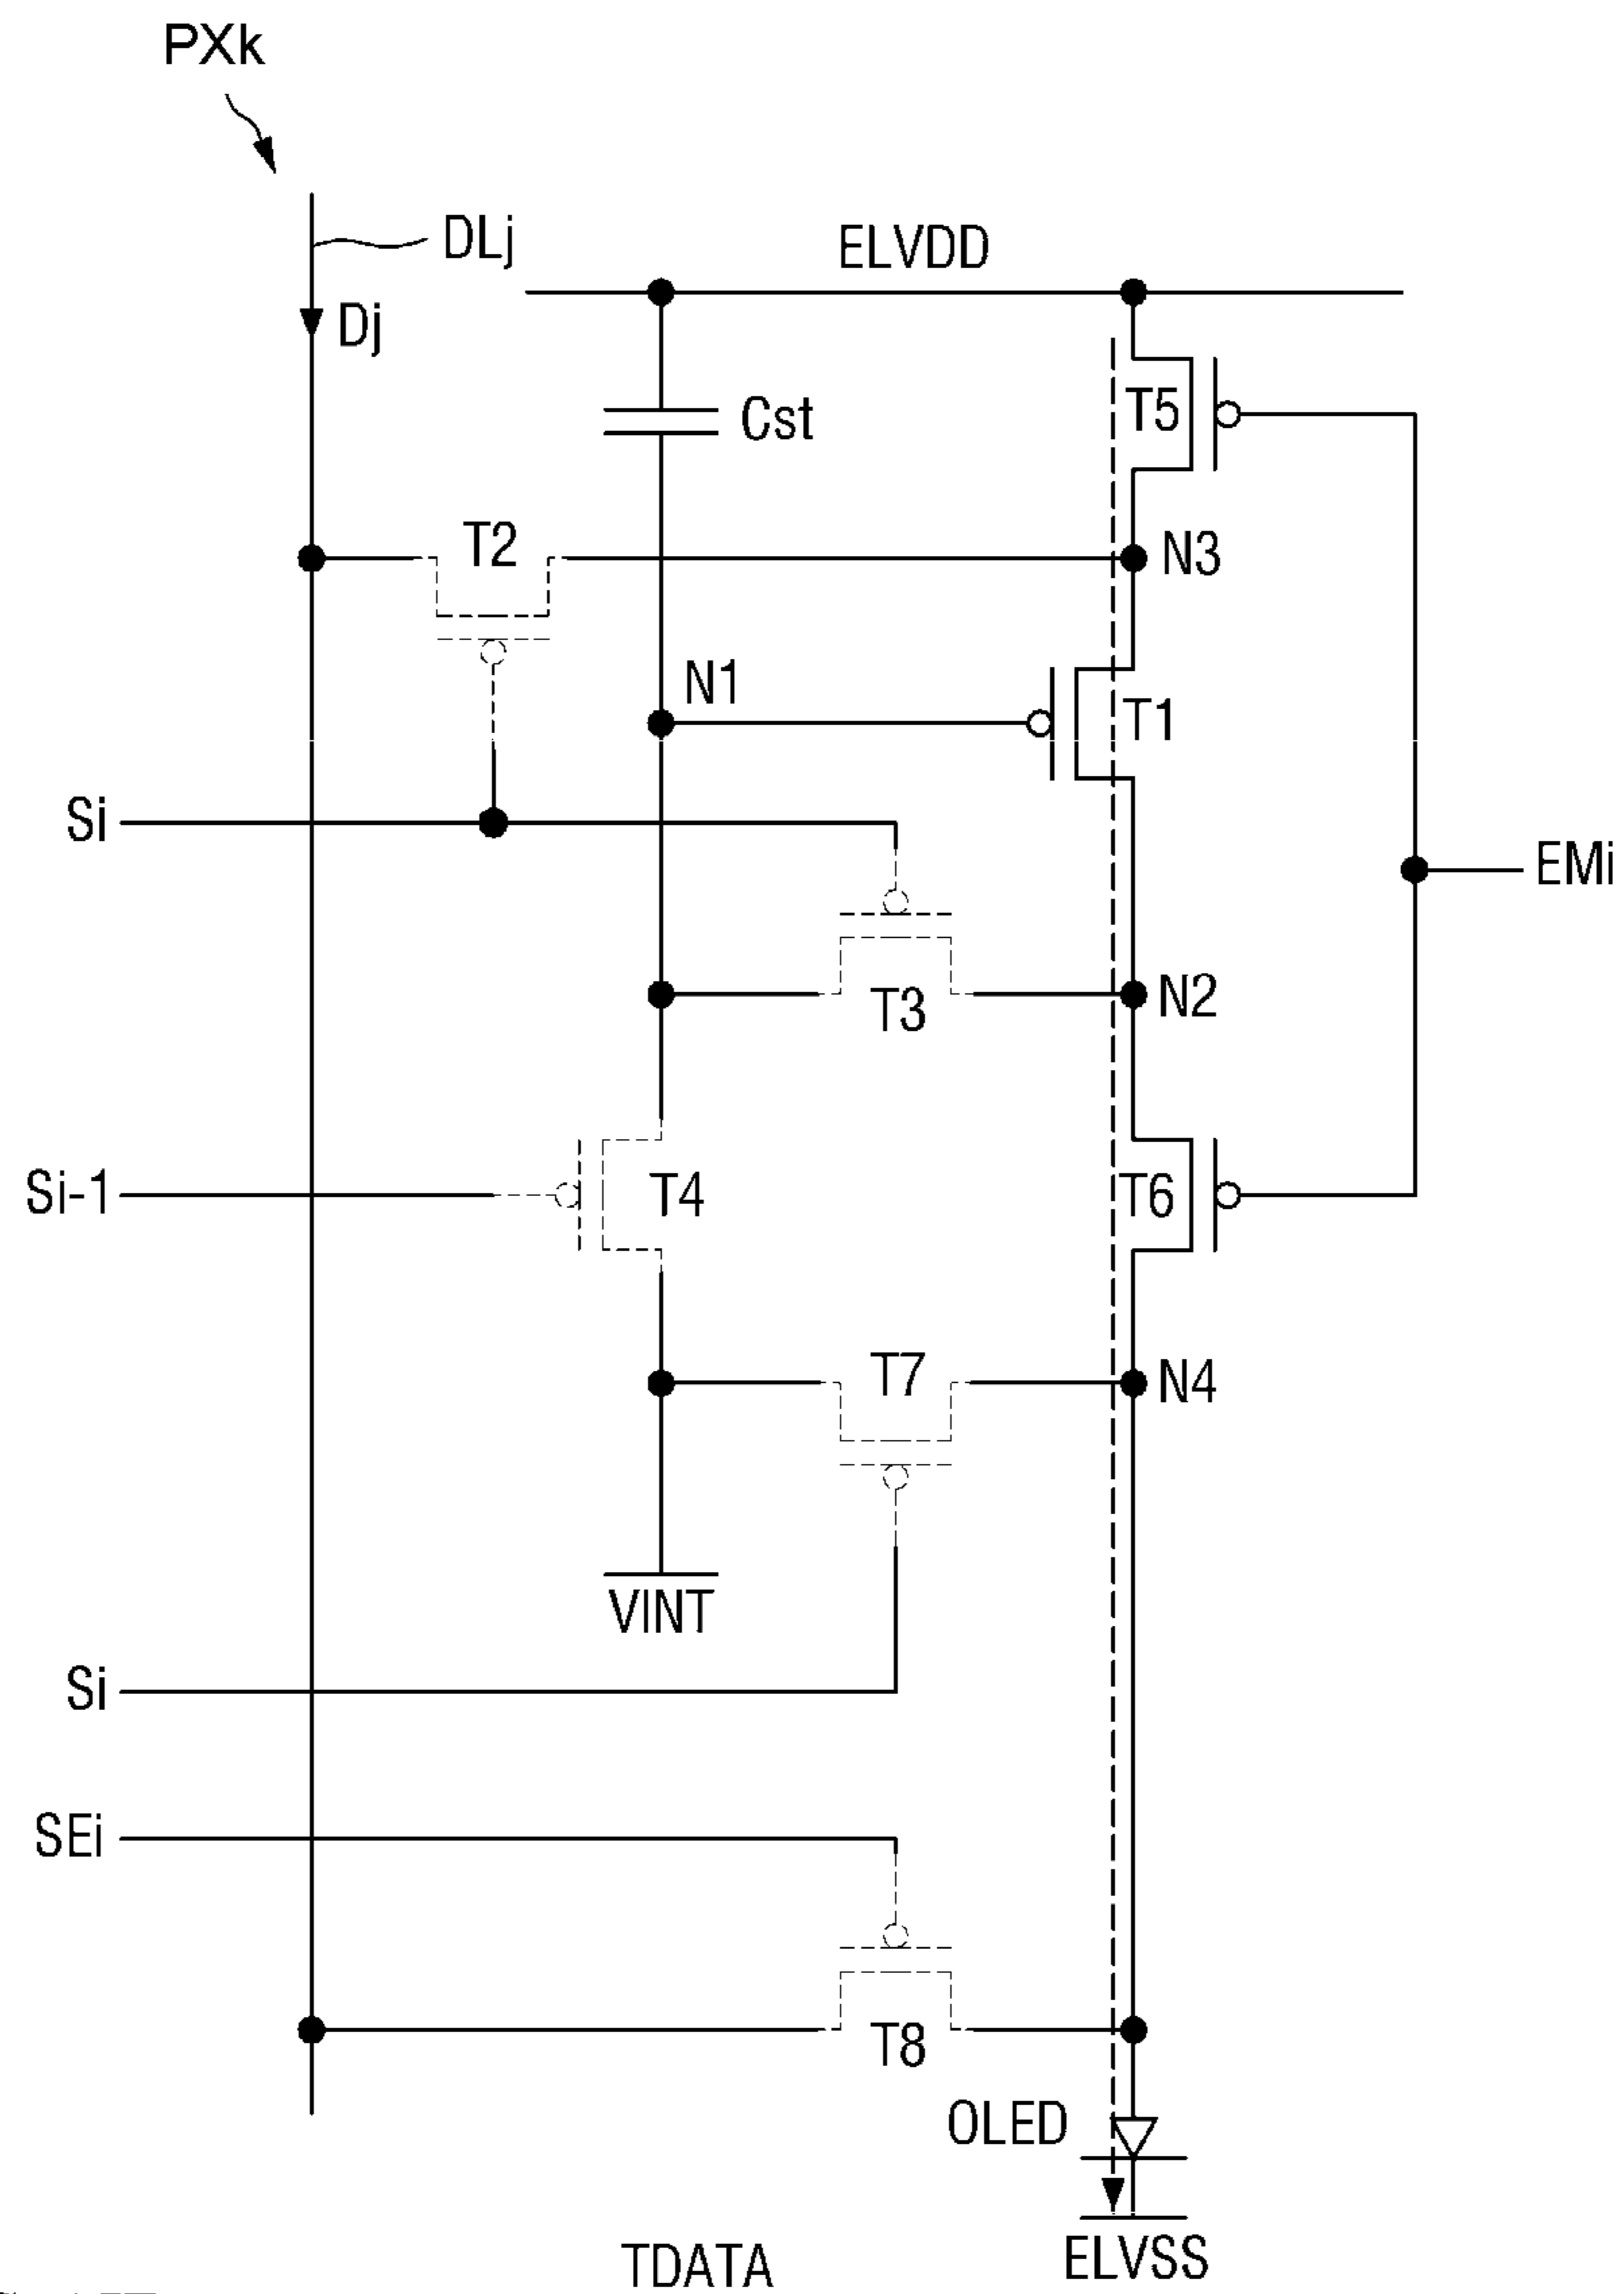 PXk
DLj
ELVDD
Dj
Cst
T5
T2
N3
N1
T1
Si
EMi
T3
N2
Si-1
T4
T6
T7
N4
VINT
Si
SEi
T8
OLED
ELVSS
TDATA